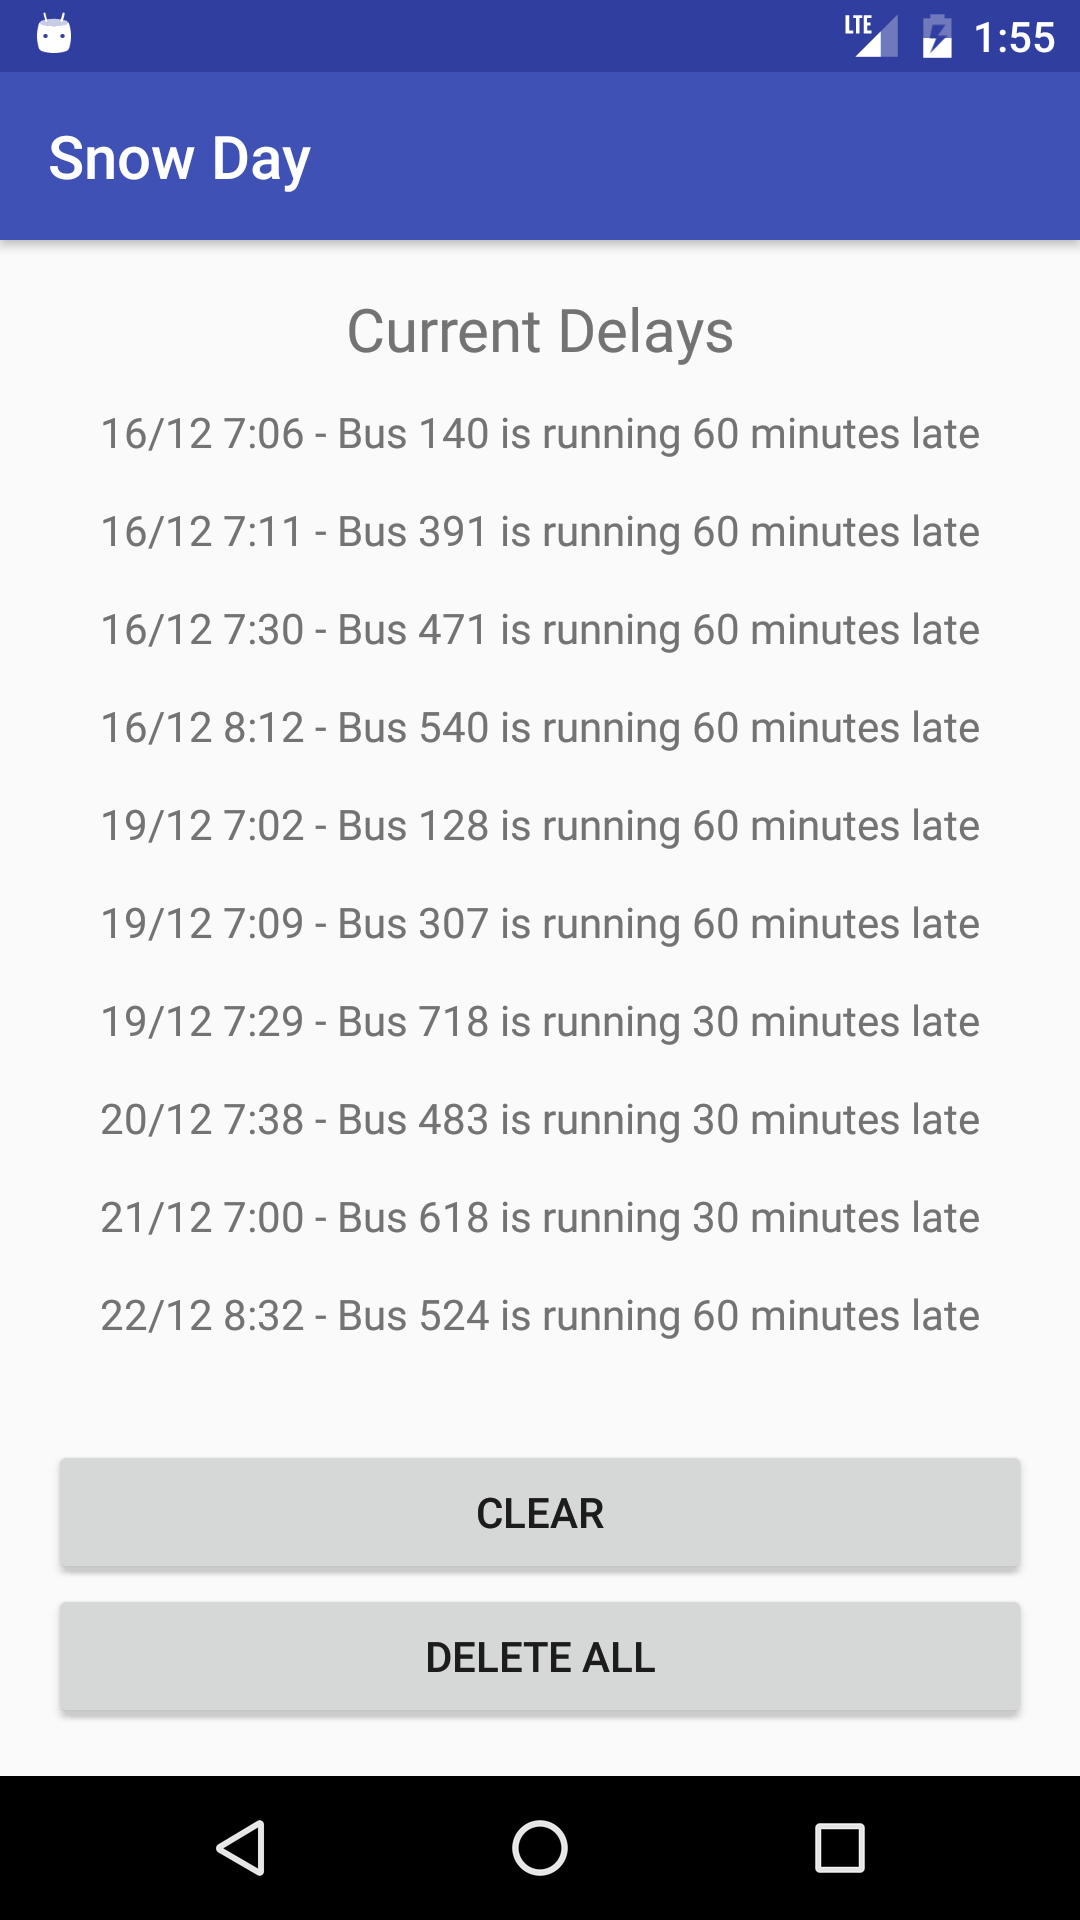 LTE 1:55
Snow Day
Current Delays
16/12 7:06 - Bus 140 is running 60 minutes late
16/12 7:11 - Bus 391 is running 60 minutes late
16/12 7:30 - Bus 471 is running 60 minutes late
16/12 8:12 - Bus 540 is running 60 minutes late
19/12 7:02 - Bus 128 is running 60 minutes late
19/12 7:09 - Bus 307 is running 60 minutes late
19/12 7:29 - Bus 718 is running 30 minutes late
20/12 7:38 - Bus 483 is running 30 minutes late
21/12 7:00 - Bus 618 is running 30 minutes late
22/12 8:32 - Bus 524 is running 60 minutes late
CLEAR
DELETE ALL